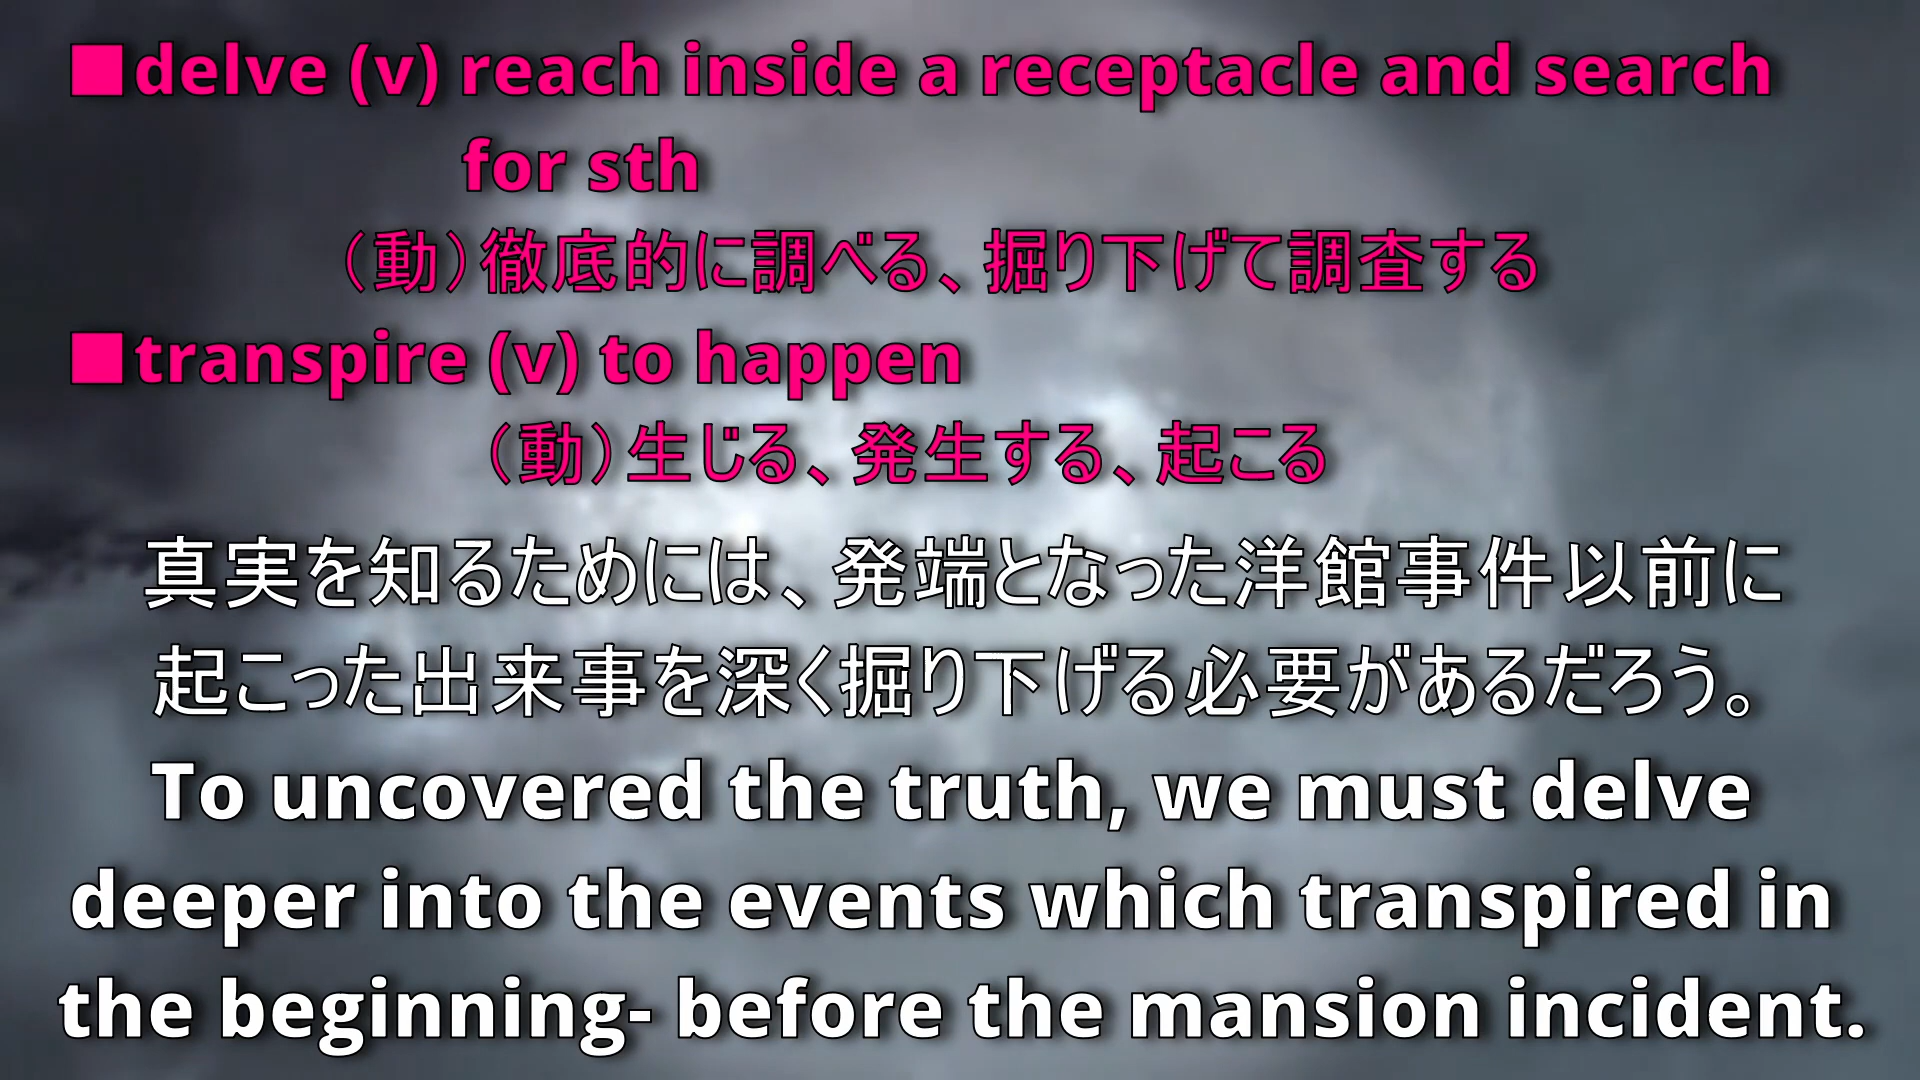 ■delve (v) reach inside a receptacle and search
for sth
（動）徹底的に調べる、掘り下げて調査する
■transpire (v) to happen
（動）生じる、発生する、起こる
真実を知るためには、発端となった洋館事件以前に
起こった出来事を深く掘り下げる必要があるだろう。
To uncovered the truth, we must delve
deeper into the events which transpired in
the beginning- before the mansion incident.